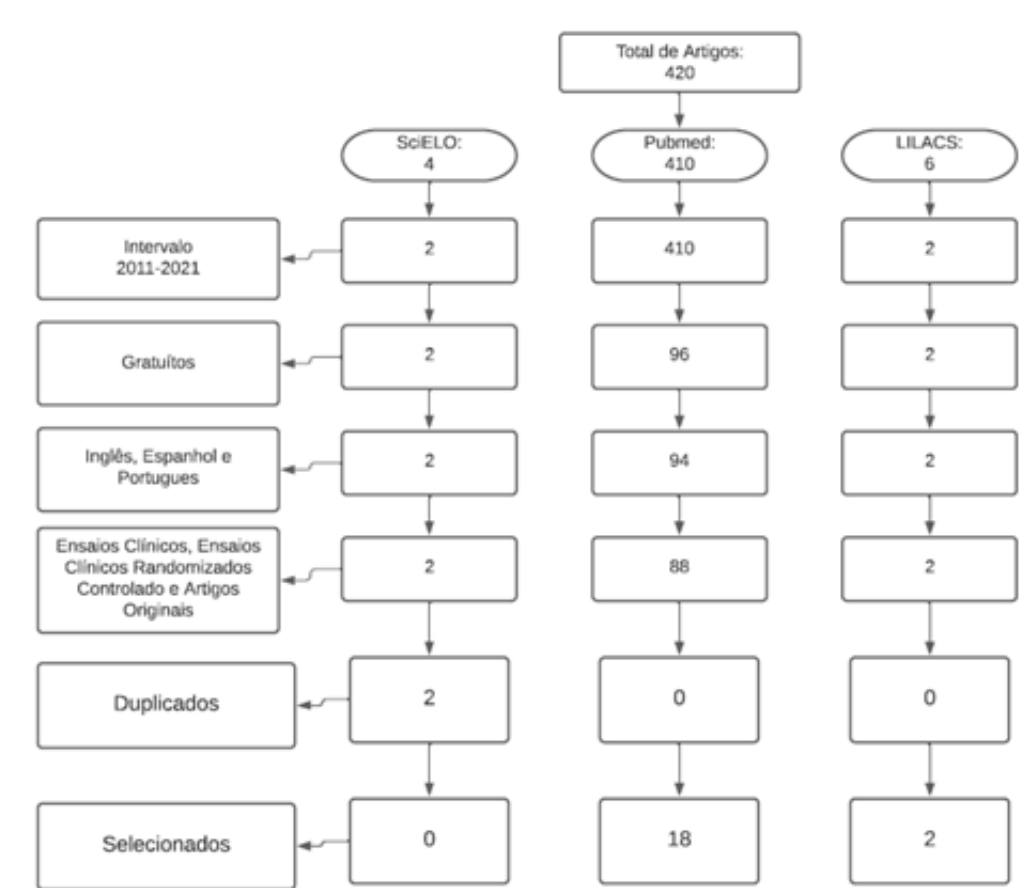 Total de Artigos:
420
SciELO:
4
Pubmed:
410
LILACS:
6
Intervalo
2011-2021
2
410
2
Gratuítos
2
96
2
Inglês, Espanhol e
Portugues
2
94
2
Ensaios Clínicos, Ensaios
Clínicos Randomizados
Controlado e Artigos
Originais
2
88
2
Duplicados
2
0
0
Selecionados
0
18
2